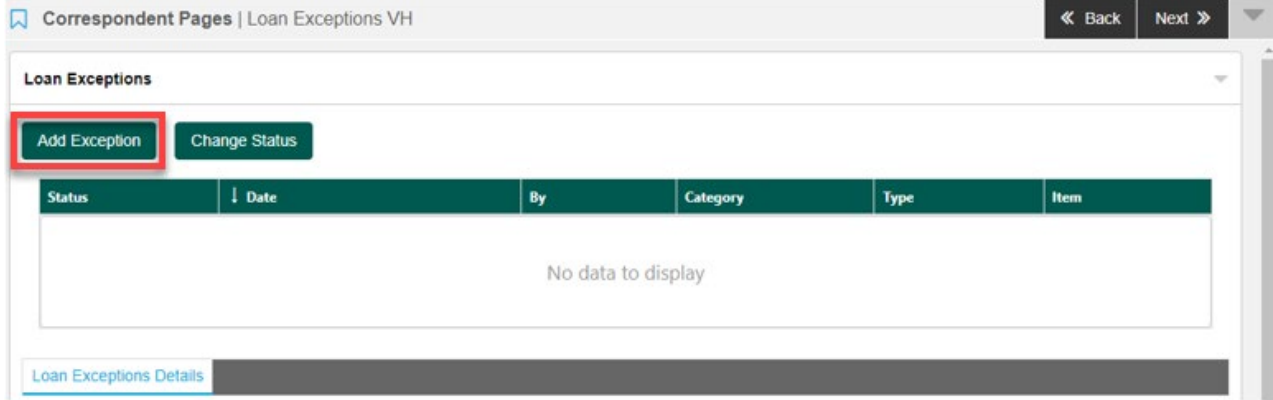 Correspondent Pages | Loan Exceptions VH
« Back
Next »
Loan Exceptions
Add Exception
Change Status
Status ↓ Date By Category Type Item
No data to display
Loan Exceptions Details